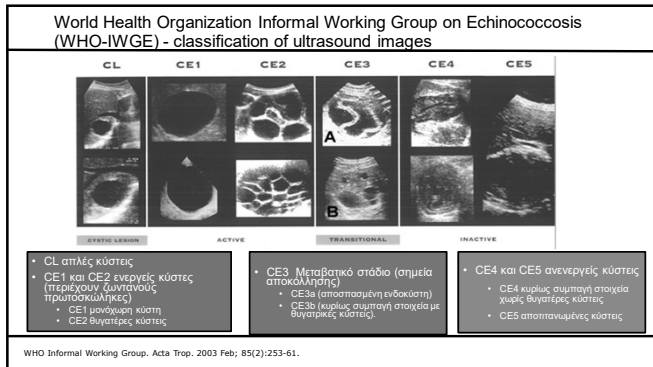 World Health Organization Informal Working Group on Echinococcosis
(WHO-IWGE) - classification of ultrasound images
CL CE1 CE2 CE3 CE4 CE5
A
B
CYSTIC LESION ACTIVE TRANSITIONAL INACTIVE
• CL απλές κύστεις
• CE1 και CE2 ενεργείς κύστες
(περιέχουν ζωντανούς
πρωτοσκώληκες)
• CE1 μονόχωρη κύστη
• CE2 θυγατέρες κύστεις
• CE3 Μεταβατικό στάδιο (σημεία
αποκόλλησης)
• CE3a (αποσπασμένη ενδοκύστη)
• CE3b (κυρίως συμπαγή στοιχεία με
θυγατρικές κύστεις).
• CE4 και CE5 ανενεργείς κύστεις
• CE4 κυρίως συμπαγή στοιχεία
χωρίς θυγατέρες κύστεις
• CE5 αποτιτανωμένες κύστεις
WHO Informal Working Group. Acta Trop. 2003 Feb; 85(2):253-61.